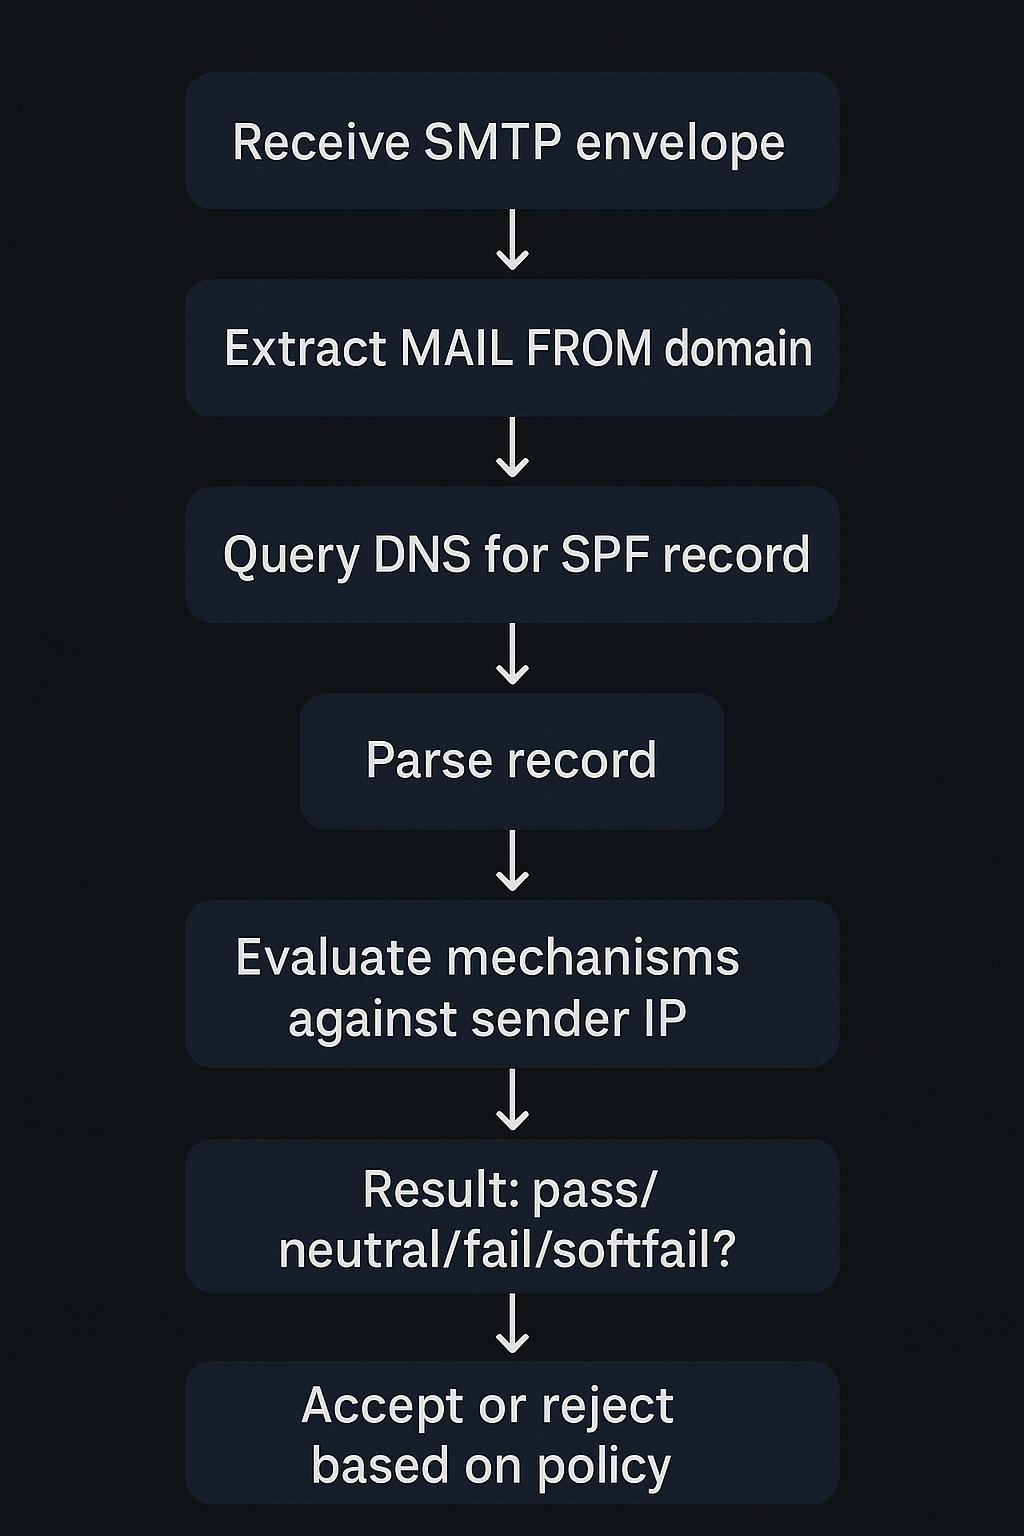 Receive SMTP envelope
Extract MAIL FROM domain
Query DNS for SPF record
Parse record
Evaluate mechanisms
against sender IP
Result: pass/
neutral/fail/softfail?
Accept or reject
based on policy